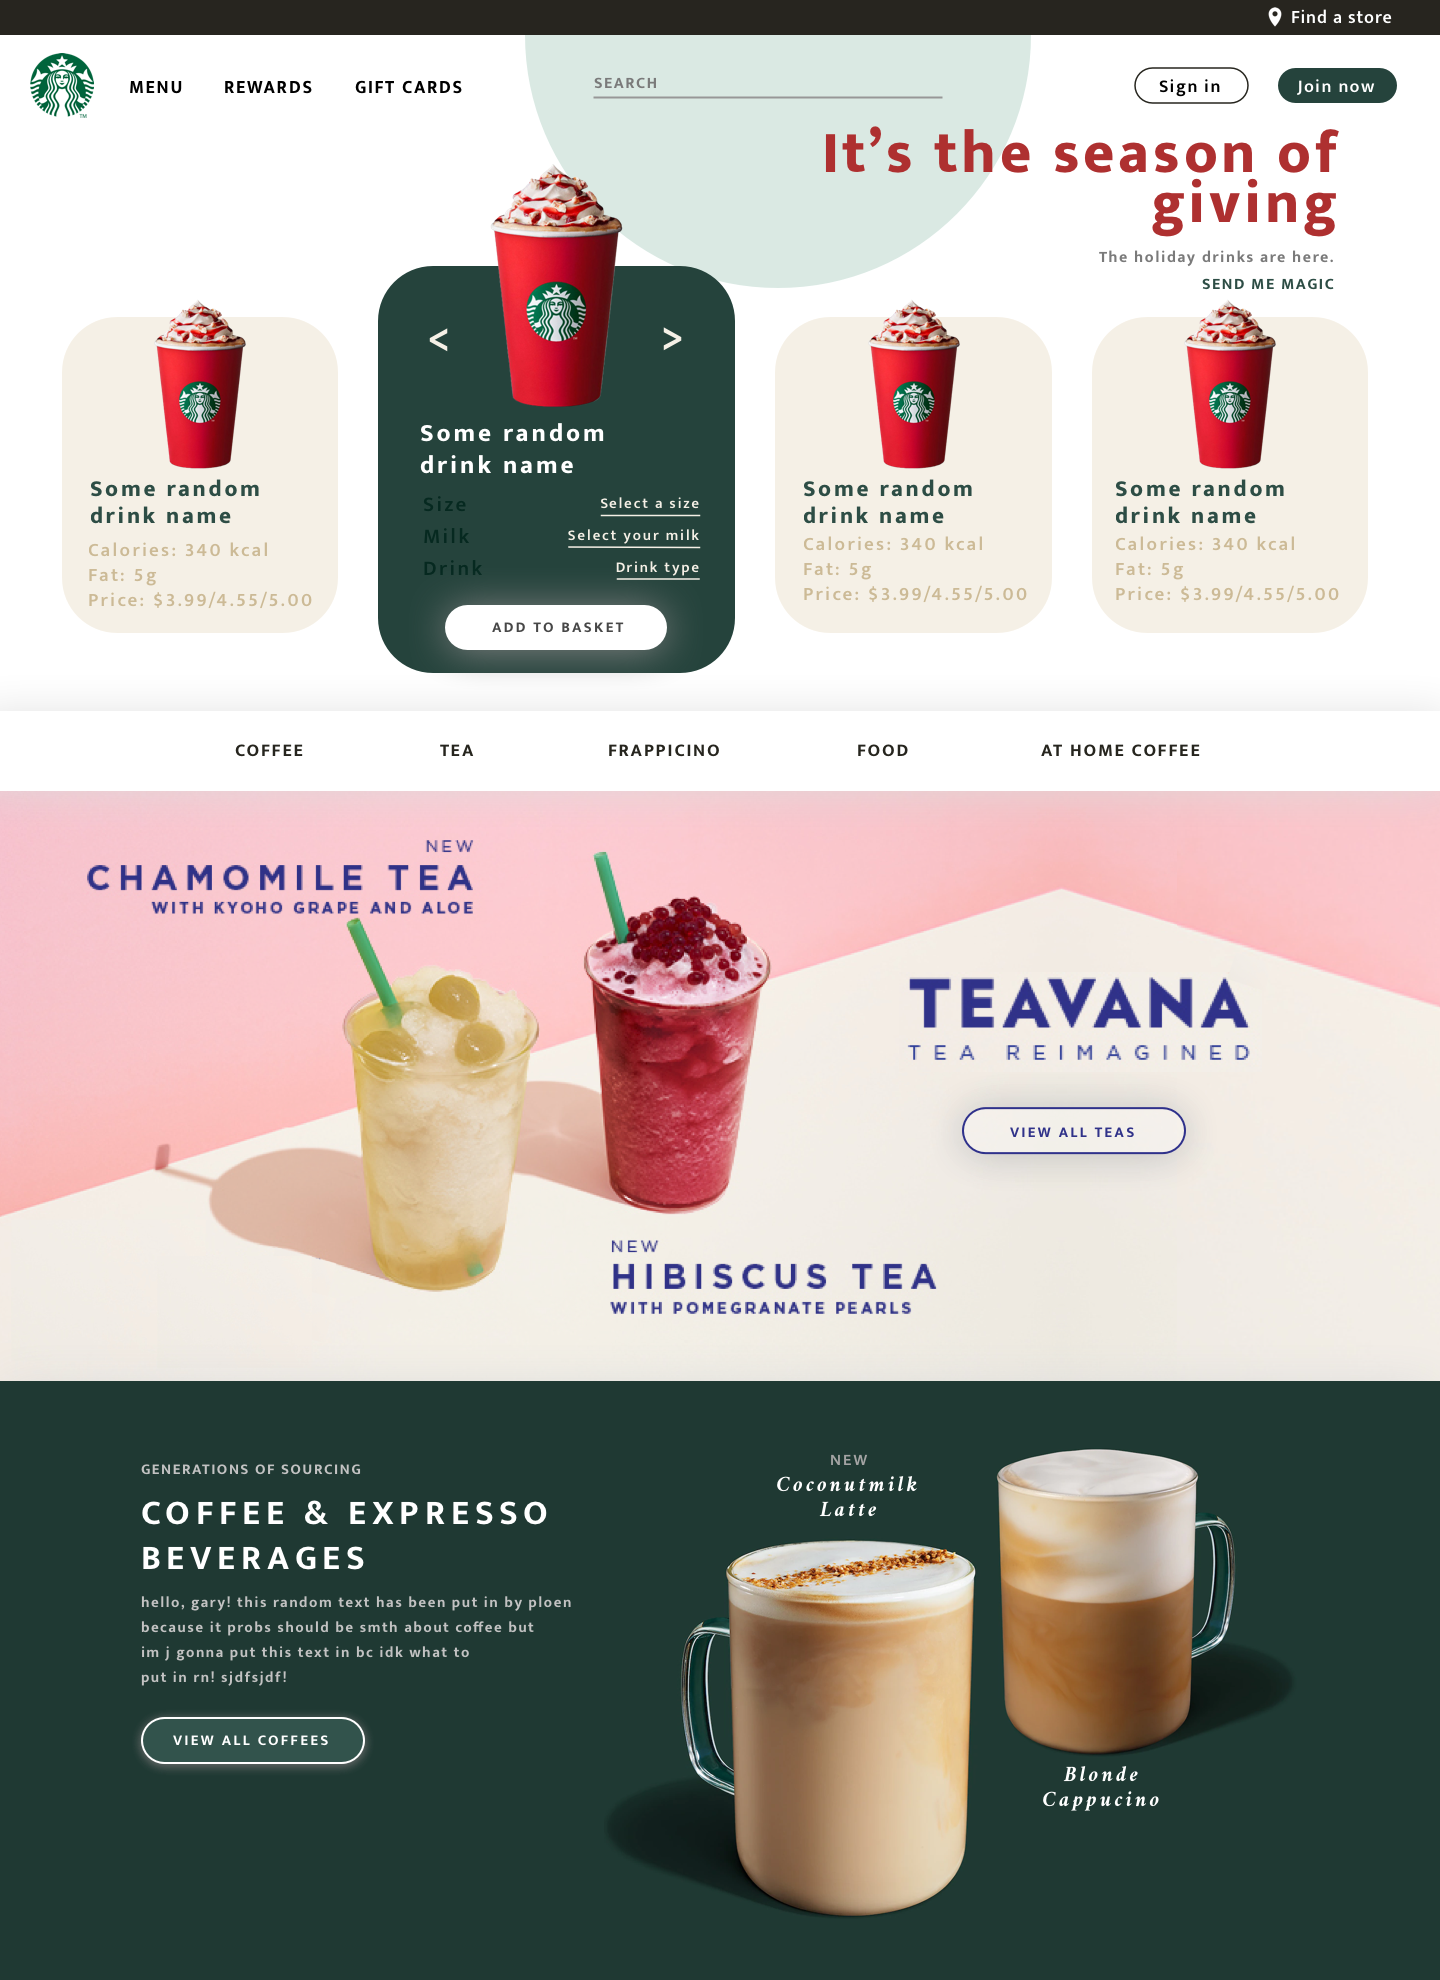 Find a store
MENU
REWARDS
GIFT CARDS
SEARCH
Sign in
Join now
It's the season of
giving
The holiday drinks are here.
SEND ME MAGIC
Some random
drink name
Calories: 340 kcal
Fat: 5g
Price: $3.99/4.55/5.00
<
>
Some random
drink name
Size
Select a size
Milk
Select your milk
Drink
Drink type
ADD TO BASKET
Some random
drink name
Calories: 340 kcal
Fat: 5g
Price: $3.99/4.55/5.00
Some random
drink name
Calories: 340 kcal
Fat: 5g
Price: $3.99/4.55/5.00
COFFEE
TEA
FRAPPICINO
FOOD
AT HOME COFFEE
NEW
CHAMOMILE TEA
WITH KYOHO GRAPE AND ALOE
TEAVANA
TEA REIMAGINED
VIEW ALL TEAS
NEW
HIBISCUS TEA
WITH POMEGRANATE PEARLS
GENERATIONS OF SOURCING
COFFEE & EXPRESSO
BEVERAGES
hello, gary! this random text has been put in by ploen
because it probs should be smth about coffee but
im j gonna put this text in bc idk what to
put in rn! sjdfsjdf!
VIEW ALL COFFEES
NEW
Coconutmilk
Latte
Blonde
Cappucino